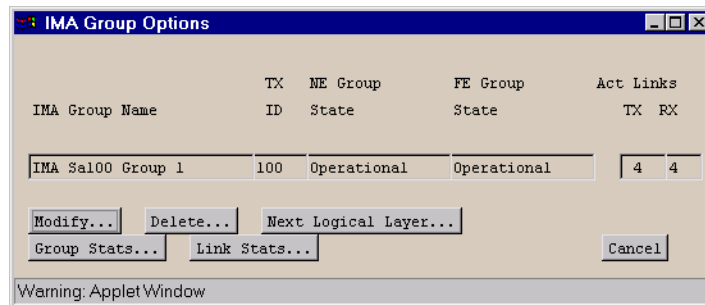 IMA Group Options
TX NE Group FE Group Act Links
IMA Group Name ID State State TX RX
IMA Sa100 Group 1 100 Operational Operational 4 4
Modify... Delete... Next Logical Layer...
Group Stats... Link Stats... Cancel
Warning: Applet Window